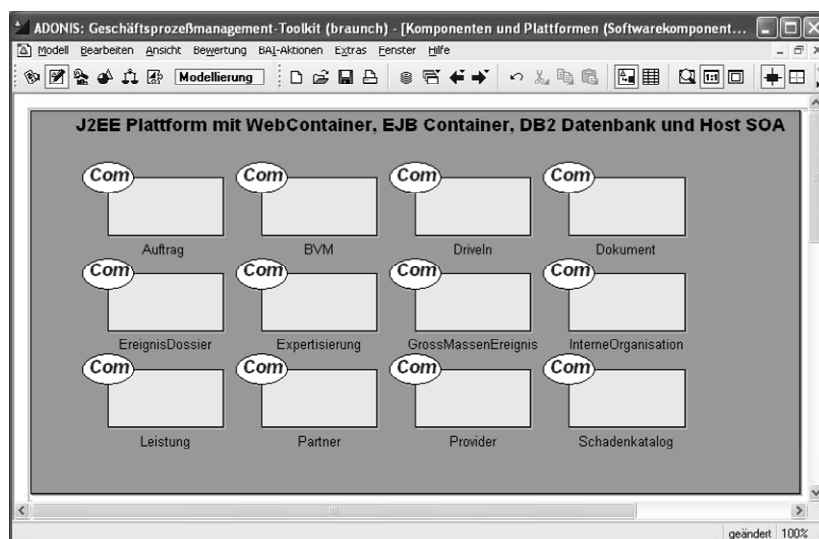 ADONIS: Geschäftsprozeßmanagement-Toolkit (braunch) - [Komponenten und Plattformen (Softwarekomponent...
Modell Bearbeiten Ansicht Bewertung BAI-Aktionen Extras Fenster Hilfe
Modellierung 1:1
J2EE Plattform mit WebContainer, EJB Container, DB2 Datenbank und Host SOA
Com Com Com Com
Auftrag BVM DriveIn Dokument
Com Com Com Com
EreignisDossier Expertisierung GrossMassenEreignis InterneOrganisation
Com Com Com Com
Leistung Partner Provider Schadenkatalog
geändert 100%